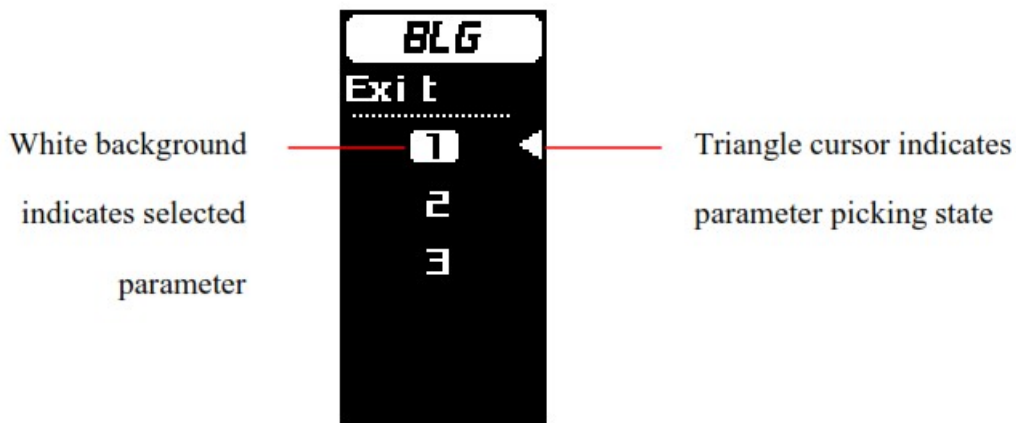 BLG
Exit
1
2
3
White background
indicates selected
parameter
Triangle cursor indicates
parameter picking state